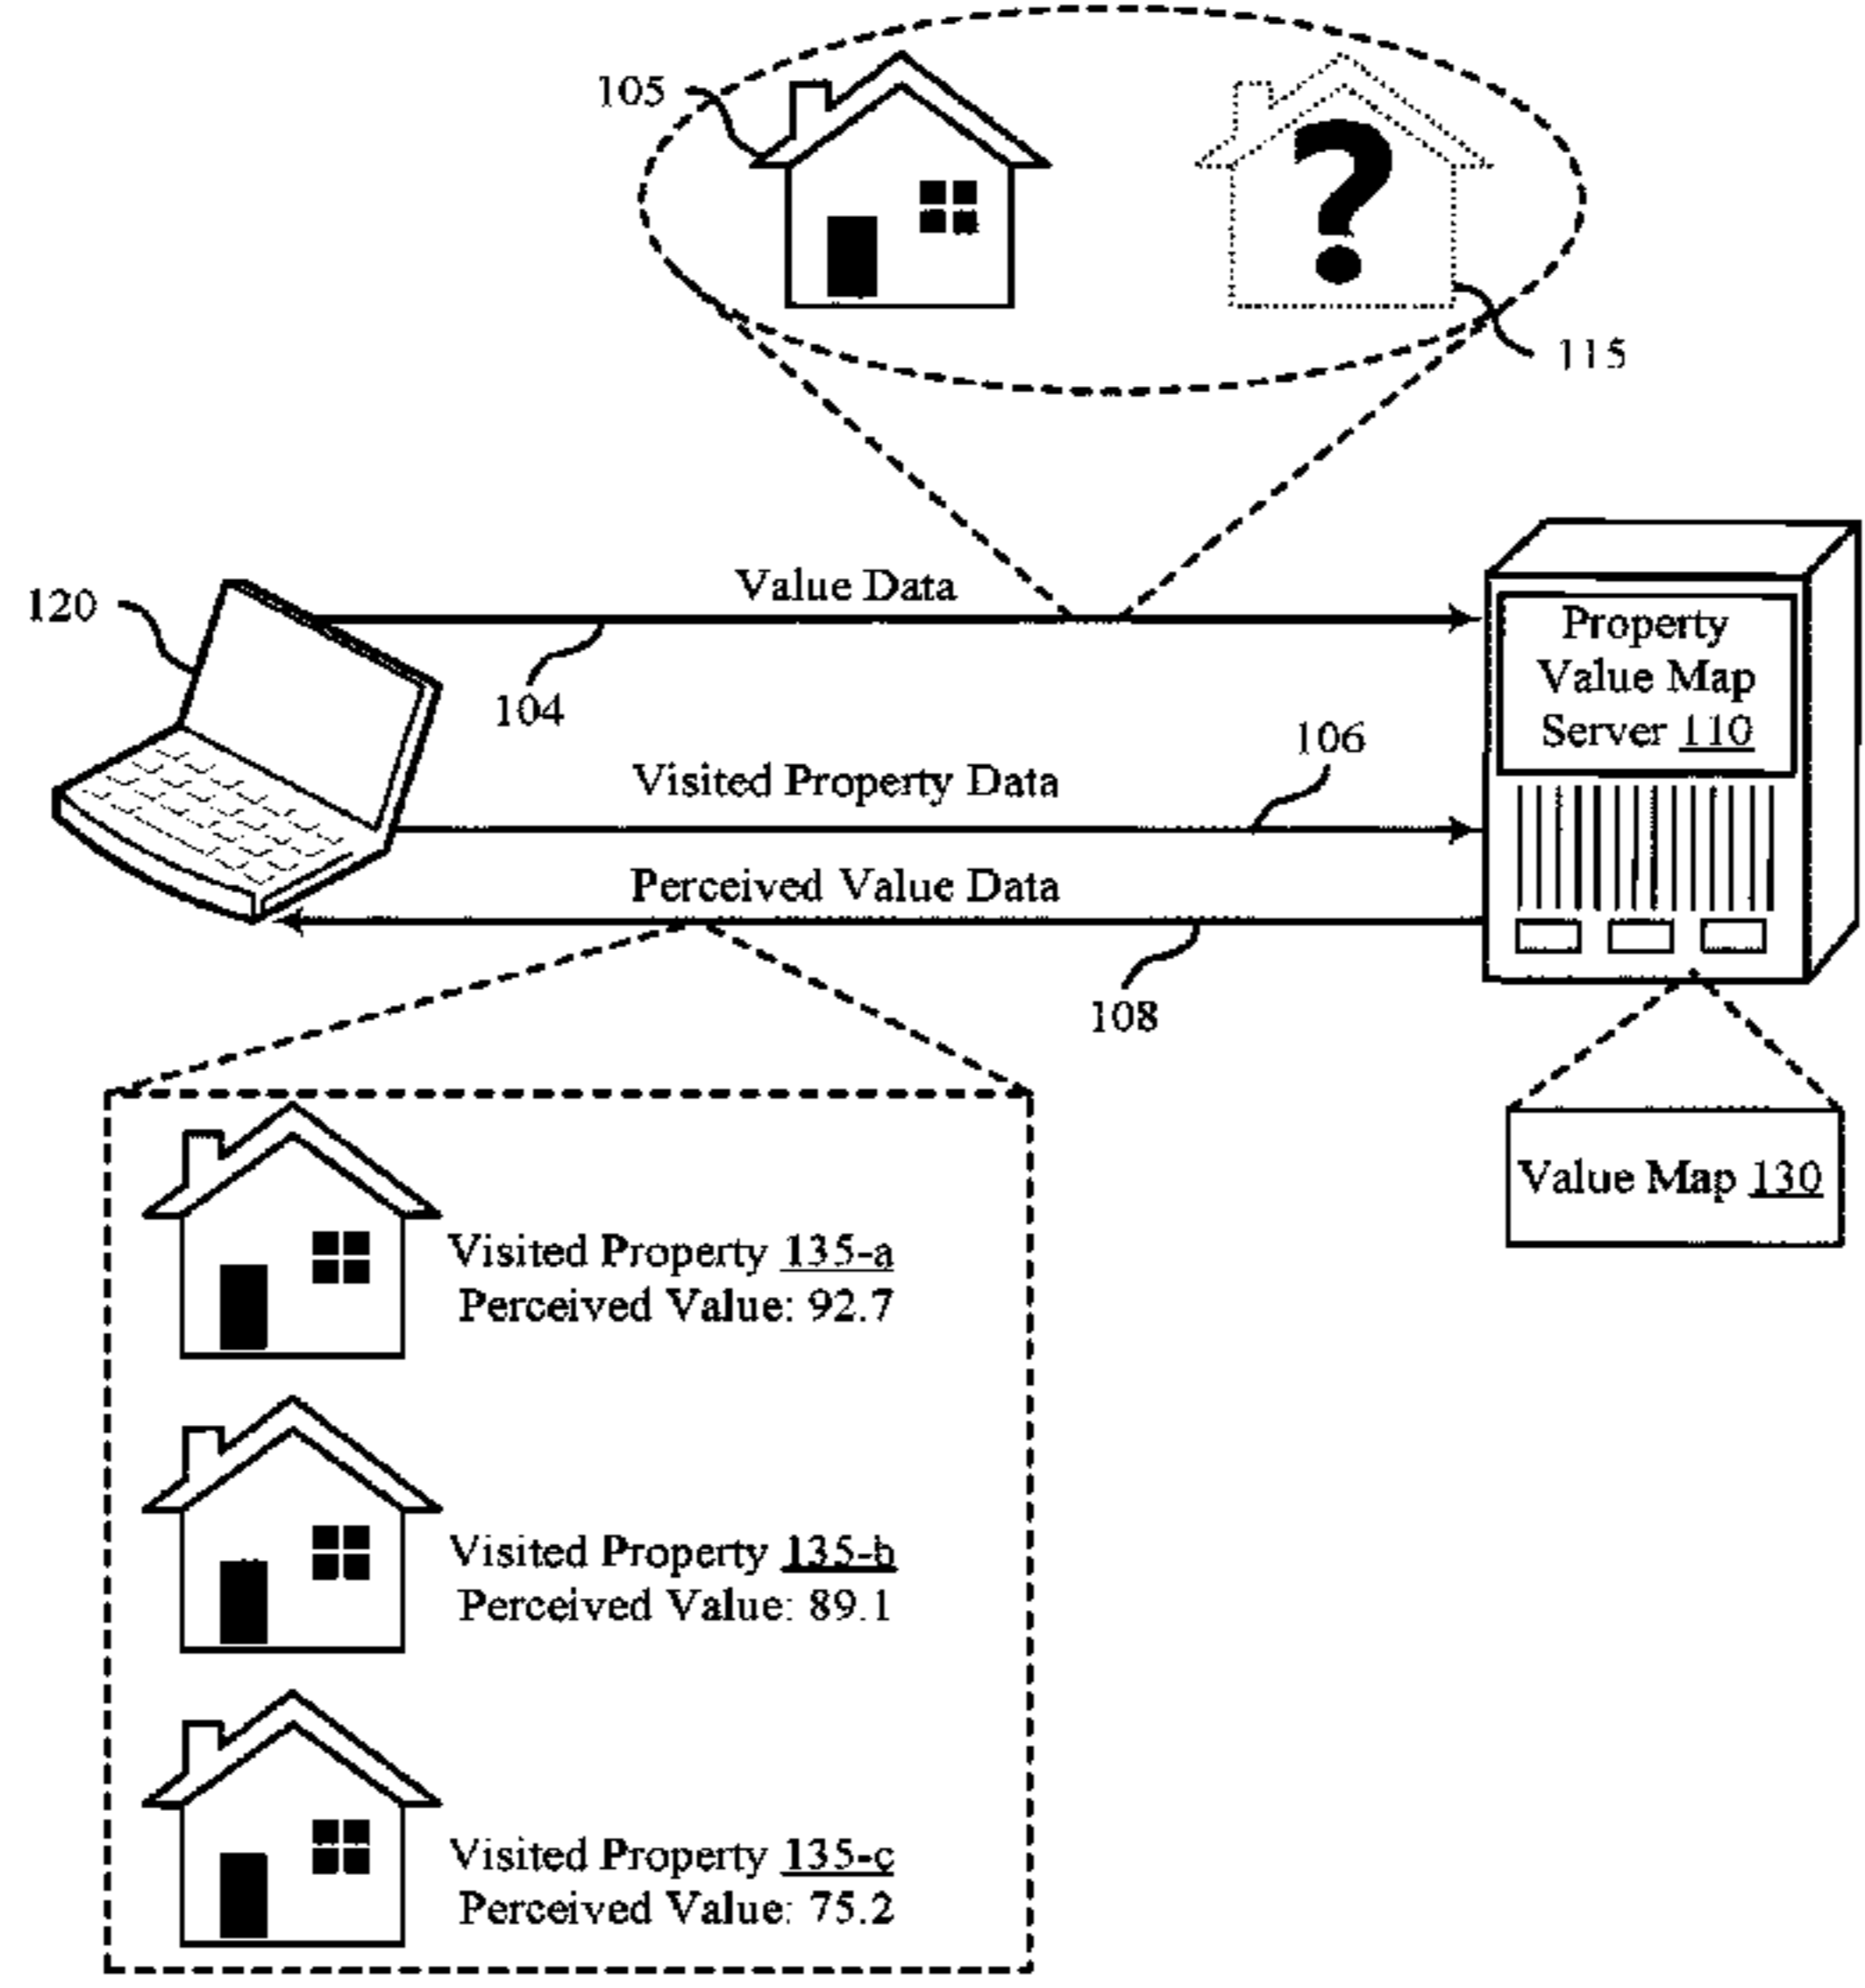 105
115
Value Data
120
104
Property
Value Map
Server 110
106
Visited Property Data
Perceived Value Data
108
Value Map 130
Visited Property 135-a
Perceived Value: 92.7
Visited Property 135-b
Perceived Value: 89.1
Visited Property 135-c
Perceived Value: 75.2